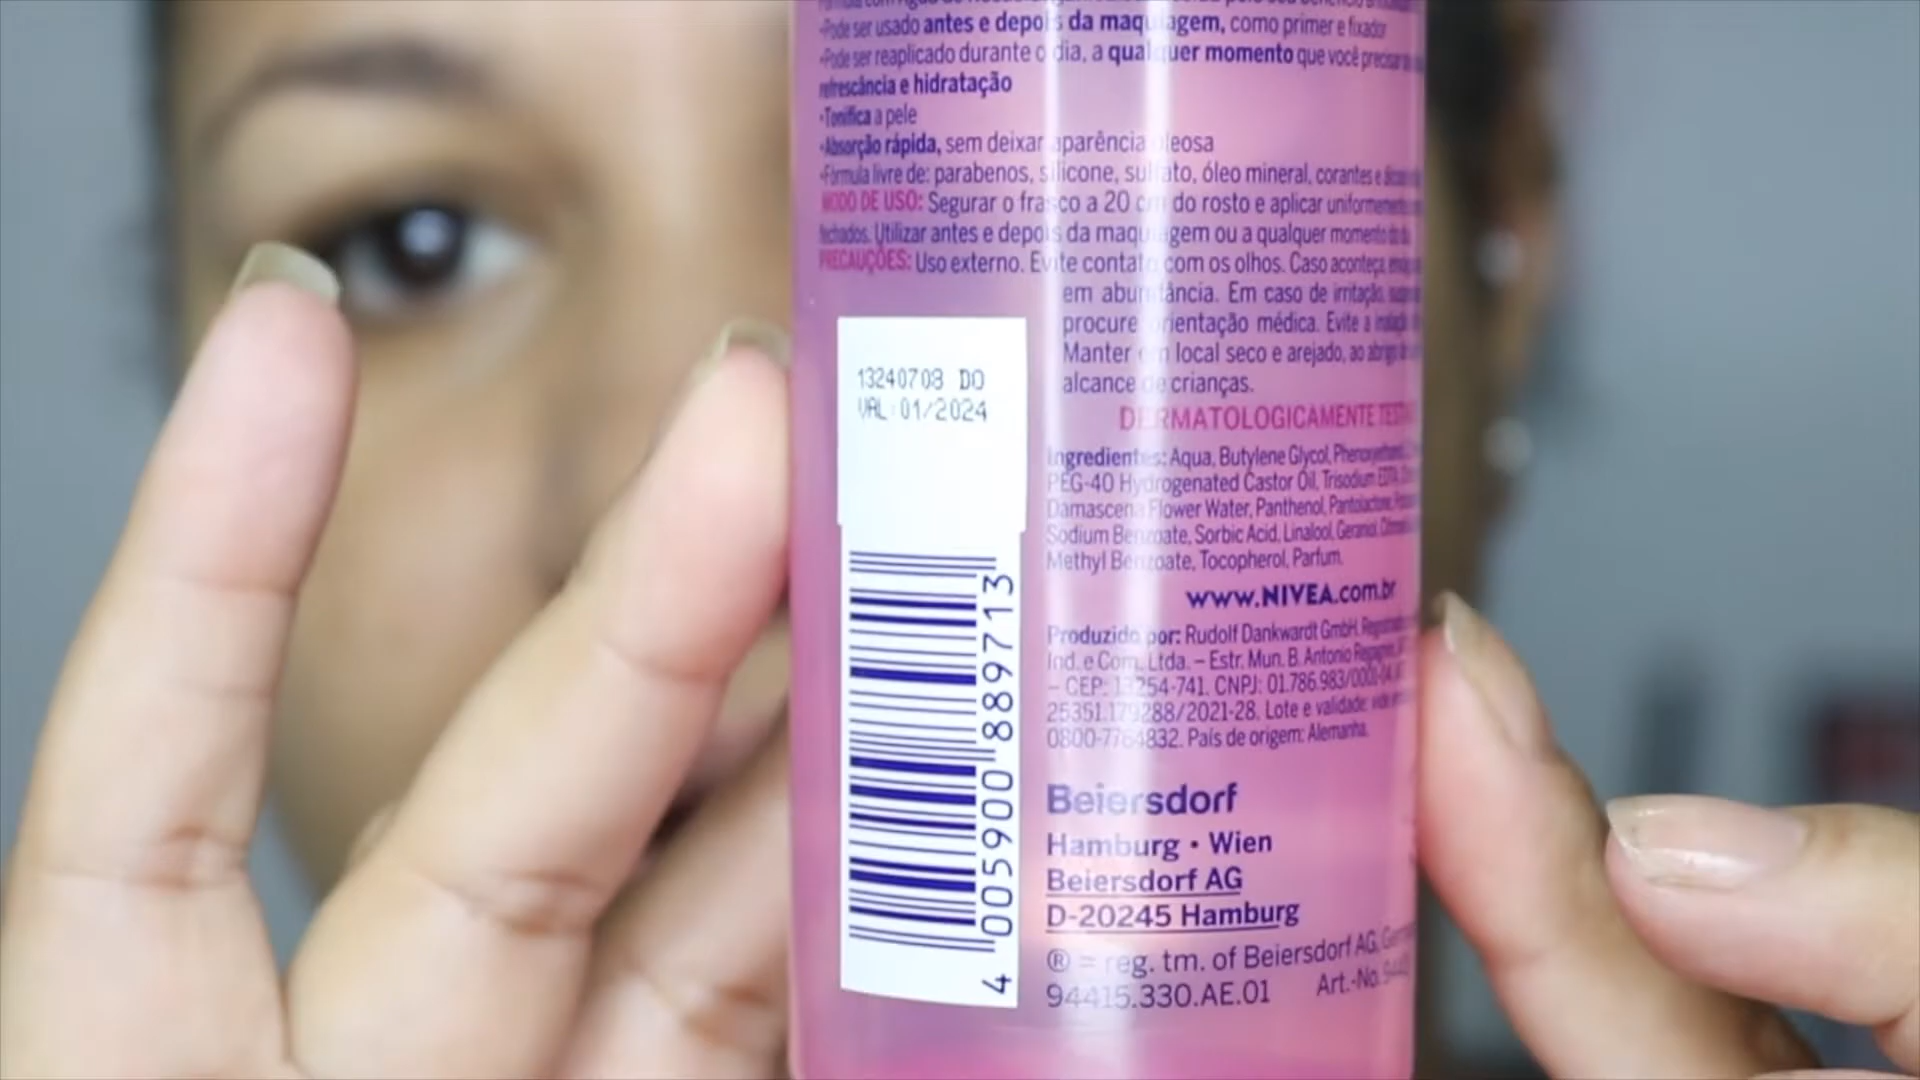 •Pode ser usado antes e depois da maquiagem, como primer e fixador
•Pode ser reaplicado durante o dia, a qualquer momento que você precisar
refrescância e hidratação
•Tonifica a pele
•Absorção rápida, sem deixar aparência oleosa
•Fórmula livre de: parabenos, silicone, sulfato, óleo mineral, corantes e
MODO DE USO: Segurar o frasco a 20 cm do rosto e aplicar uniformemente
fechados. Utilizar antes e depois da maquiagem ou a qualquer momento do dia
PRECAUÇÕES: Uso externo. Evite contato com os olhos. Caso aconteça,
em abundância. Em caso de irritação,
procure orientação médica. Evite a
Manter em local seco e arejado, ao abrigo
alcance de crianças.
DERMATOLOGICAMENTE
Ingredientes: Aqua, Butylene Glycol, Phenoxyethanol,
PEG-40 Hydrogenated Castor Oil, Trisodium EDTA,
Damascena Flower Water, Panthenol, Pantolactone,
Sodium Benzoate, Sorbic Acid, Linalool, Geraniol,
Methyl Benzoate, Tocopherol, Parfum.
www.NIVEA.com.br
Produzido por: Rudolf Dankwardt GmbH.
Ind. e Com. Ltda. – Estr. Mun. B. Antonio
– CEP: 13254-741. CNPJ:
25351.179288/2021-28. Lote e validade:
0800-7764832. País de origem: Alemanha.
Beiersdorf
Hamburg • Wien
Beiersdorf AG
D-20245 Hamburg
® = reg. tm. of Beiersdorf AG,
94415.330.AE.01 Art.-No.
13240708 DO
VAL:01/2024
4 005900 889713